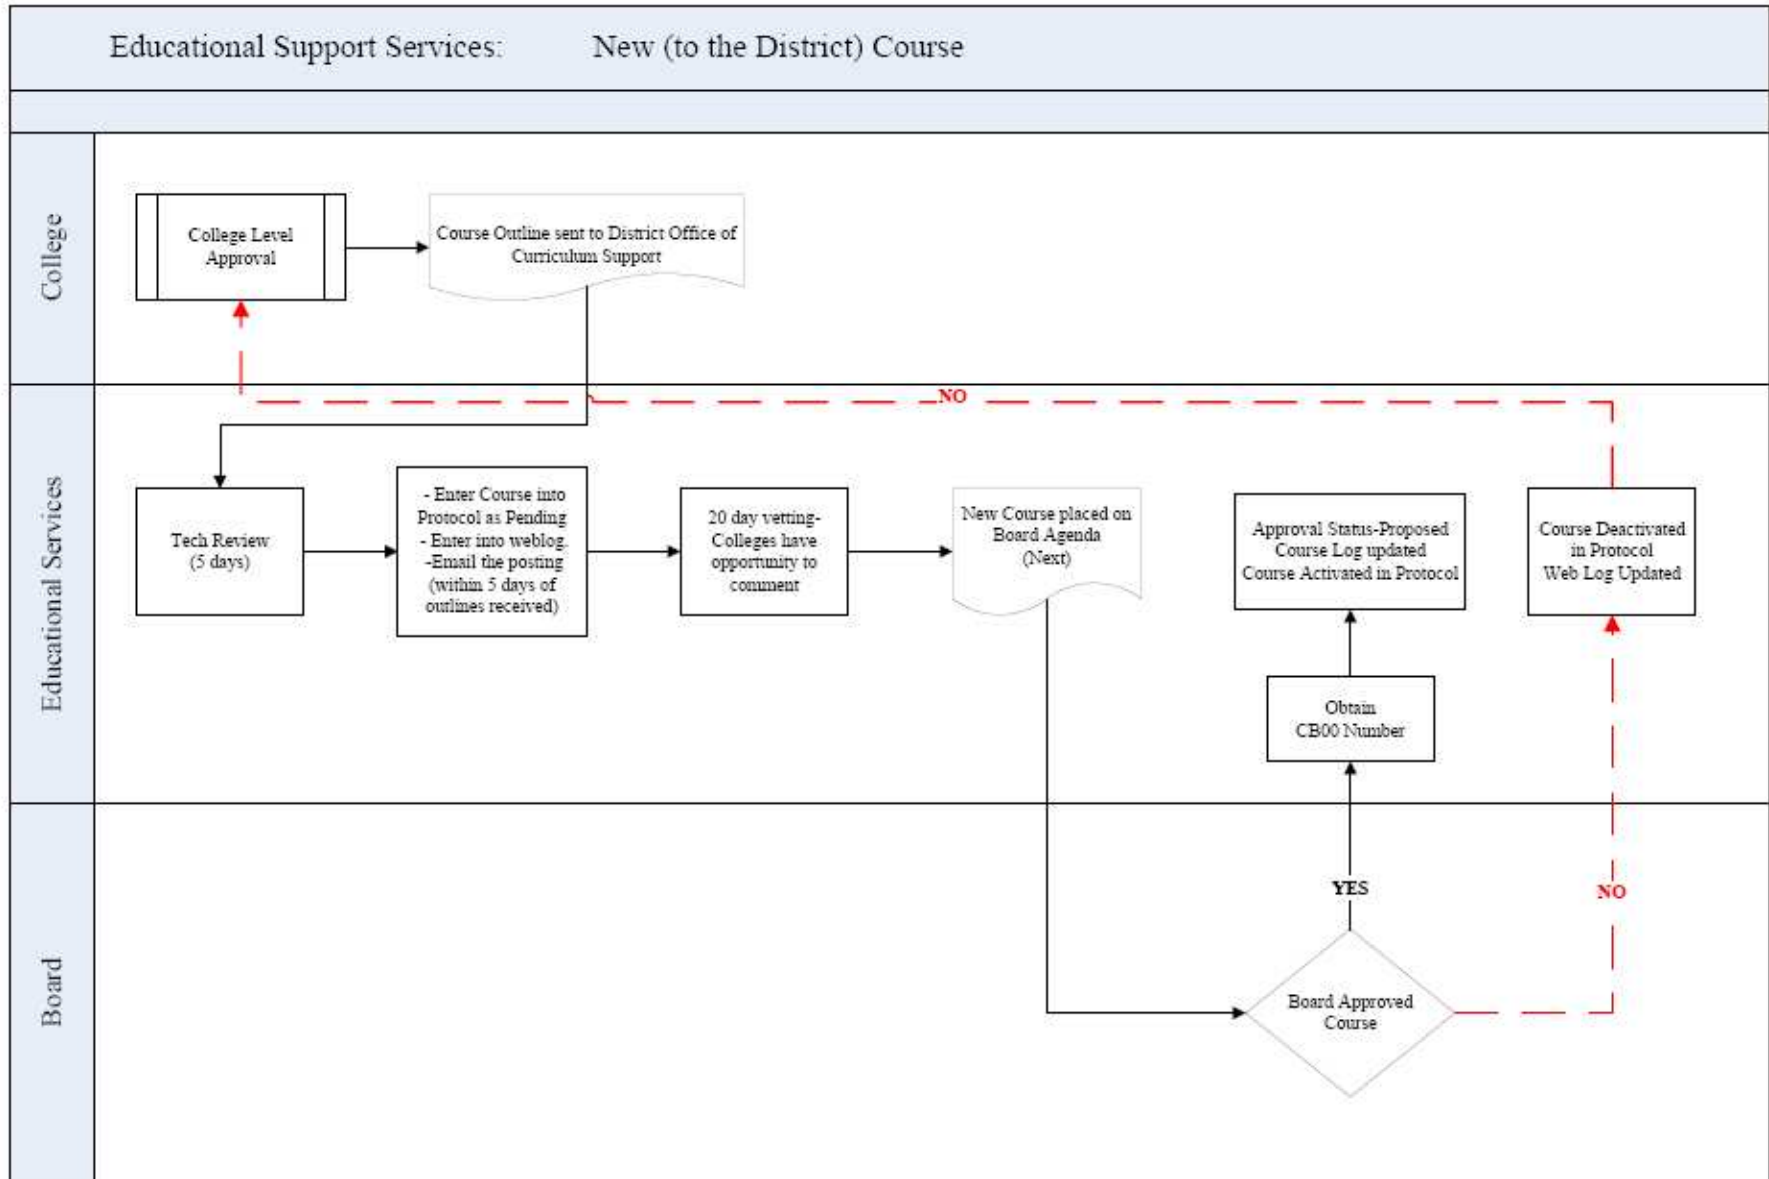 Educational Support Services: New (to the District) Course
College
College Level
Approval
Course Outline sent to District Office of
Curriculum Support
NO
Educational Services
Tech Review
(5 days)
- Enter Course into
Protocol as Pending
- Enter into weblog.
-Email the posting
(within 5 days of
outlines received)
20 day vetting-
Colleges have
opportunity to
comment
New Course placed on
Board Agenda
(Next)
Approval Status-Proposed
Course Log updated
Course Activated in Protocol
Course Deactivated
in Protocol
Web Log Updated
Obtain
CB00 Number
Board
YES
NO
Board Approved
Course